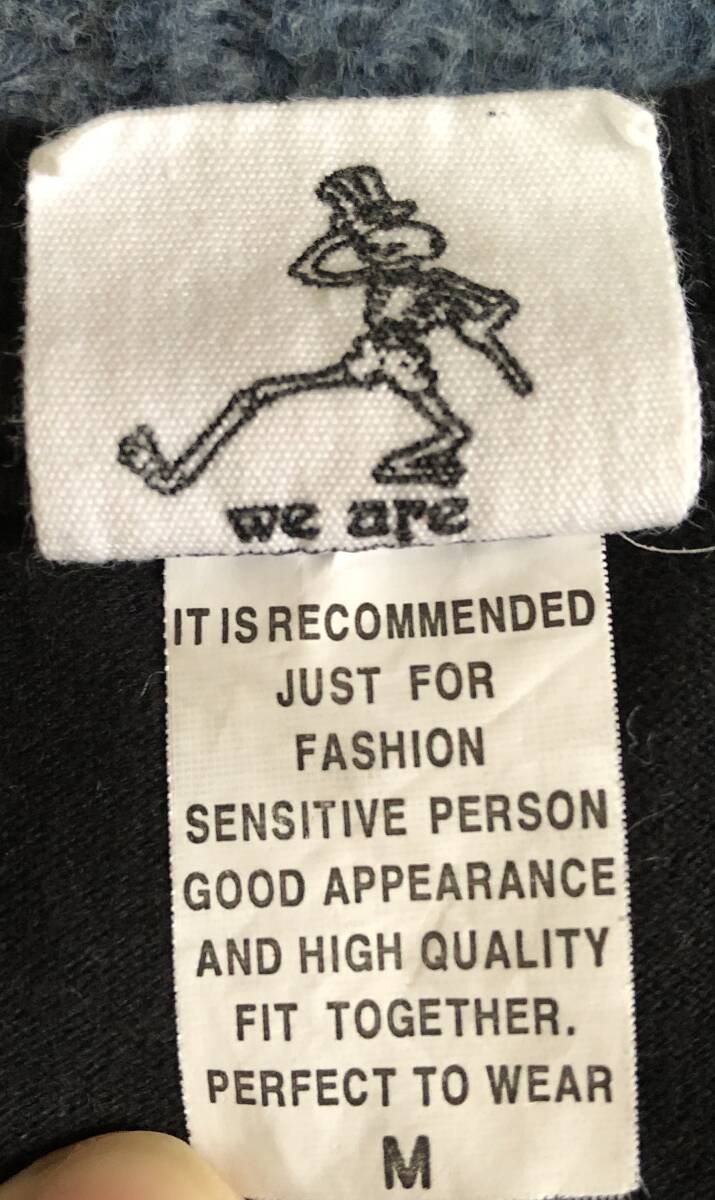 we are
IT IS RECOMMENDED
JUST FOR
FASHION
SENSITIVE PERSON
GOOD APPEARANCE
AND HIGH QUALITY
FIT TOGETHER.
PERFECT TO WEAR
M